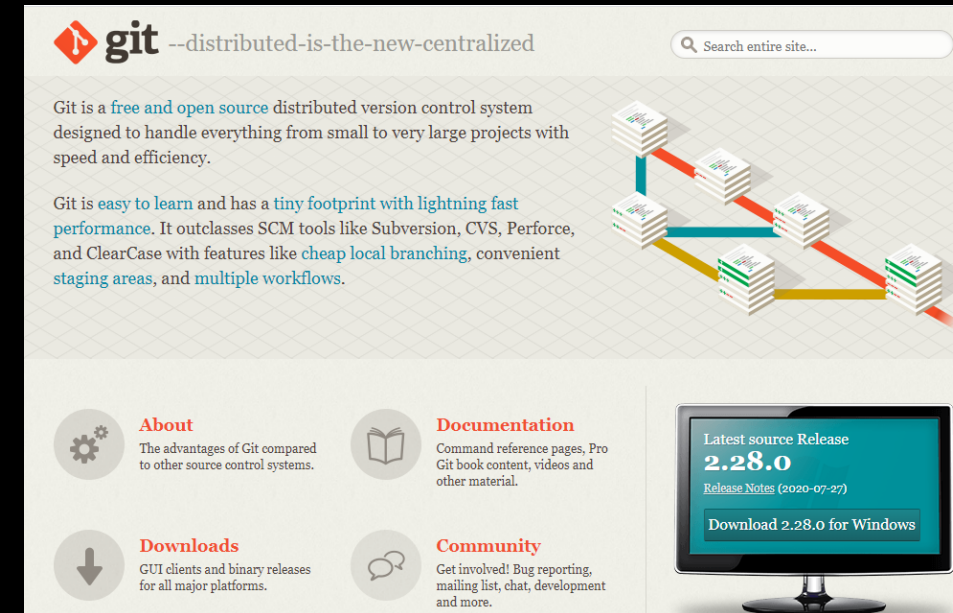 git --distributed-is-the-new-centralized
Search entire site...
Git is a free and open source distributed version control system
designed to handle everything from small to very large projects with
speed and efficiency.
Git is easy to learn and has a tiny footprint with lightning fast
performance. It outclasses SCM tools like Subversion, CVS, Perforce,
and ClearCase with features like cheap local branching, convenient
staging areas, and multiple workflows.
About
The advantages of Git compared
to other source control systems.
Documentation
Command reference pages, Pro
Git book content, videos and
other material.
Downloads
GUI clients and binary releases
for all major platforms.
Community
Get involved! Bug reporting,
mailing list, chat, development
and more.
Latest source Release
2.28.0
Release Notes (2020-07-27)
Download 2.28.0 for Windows